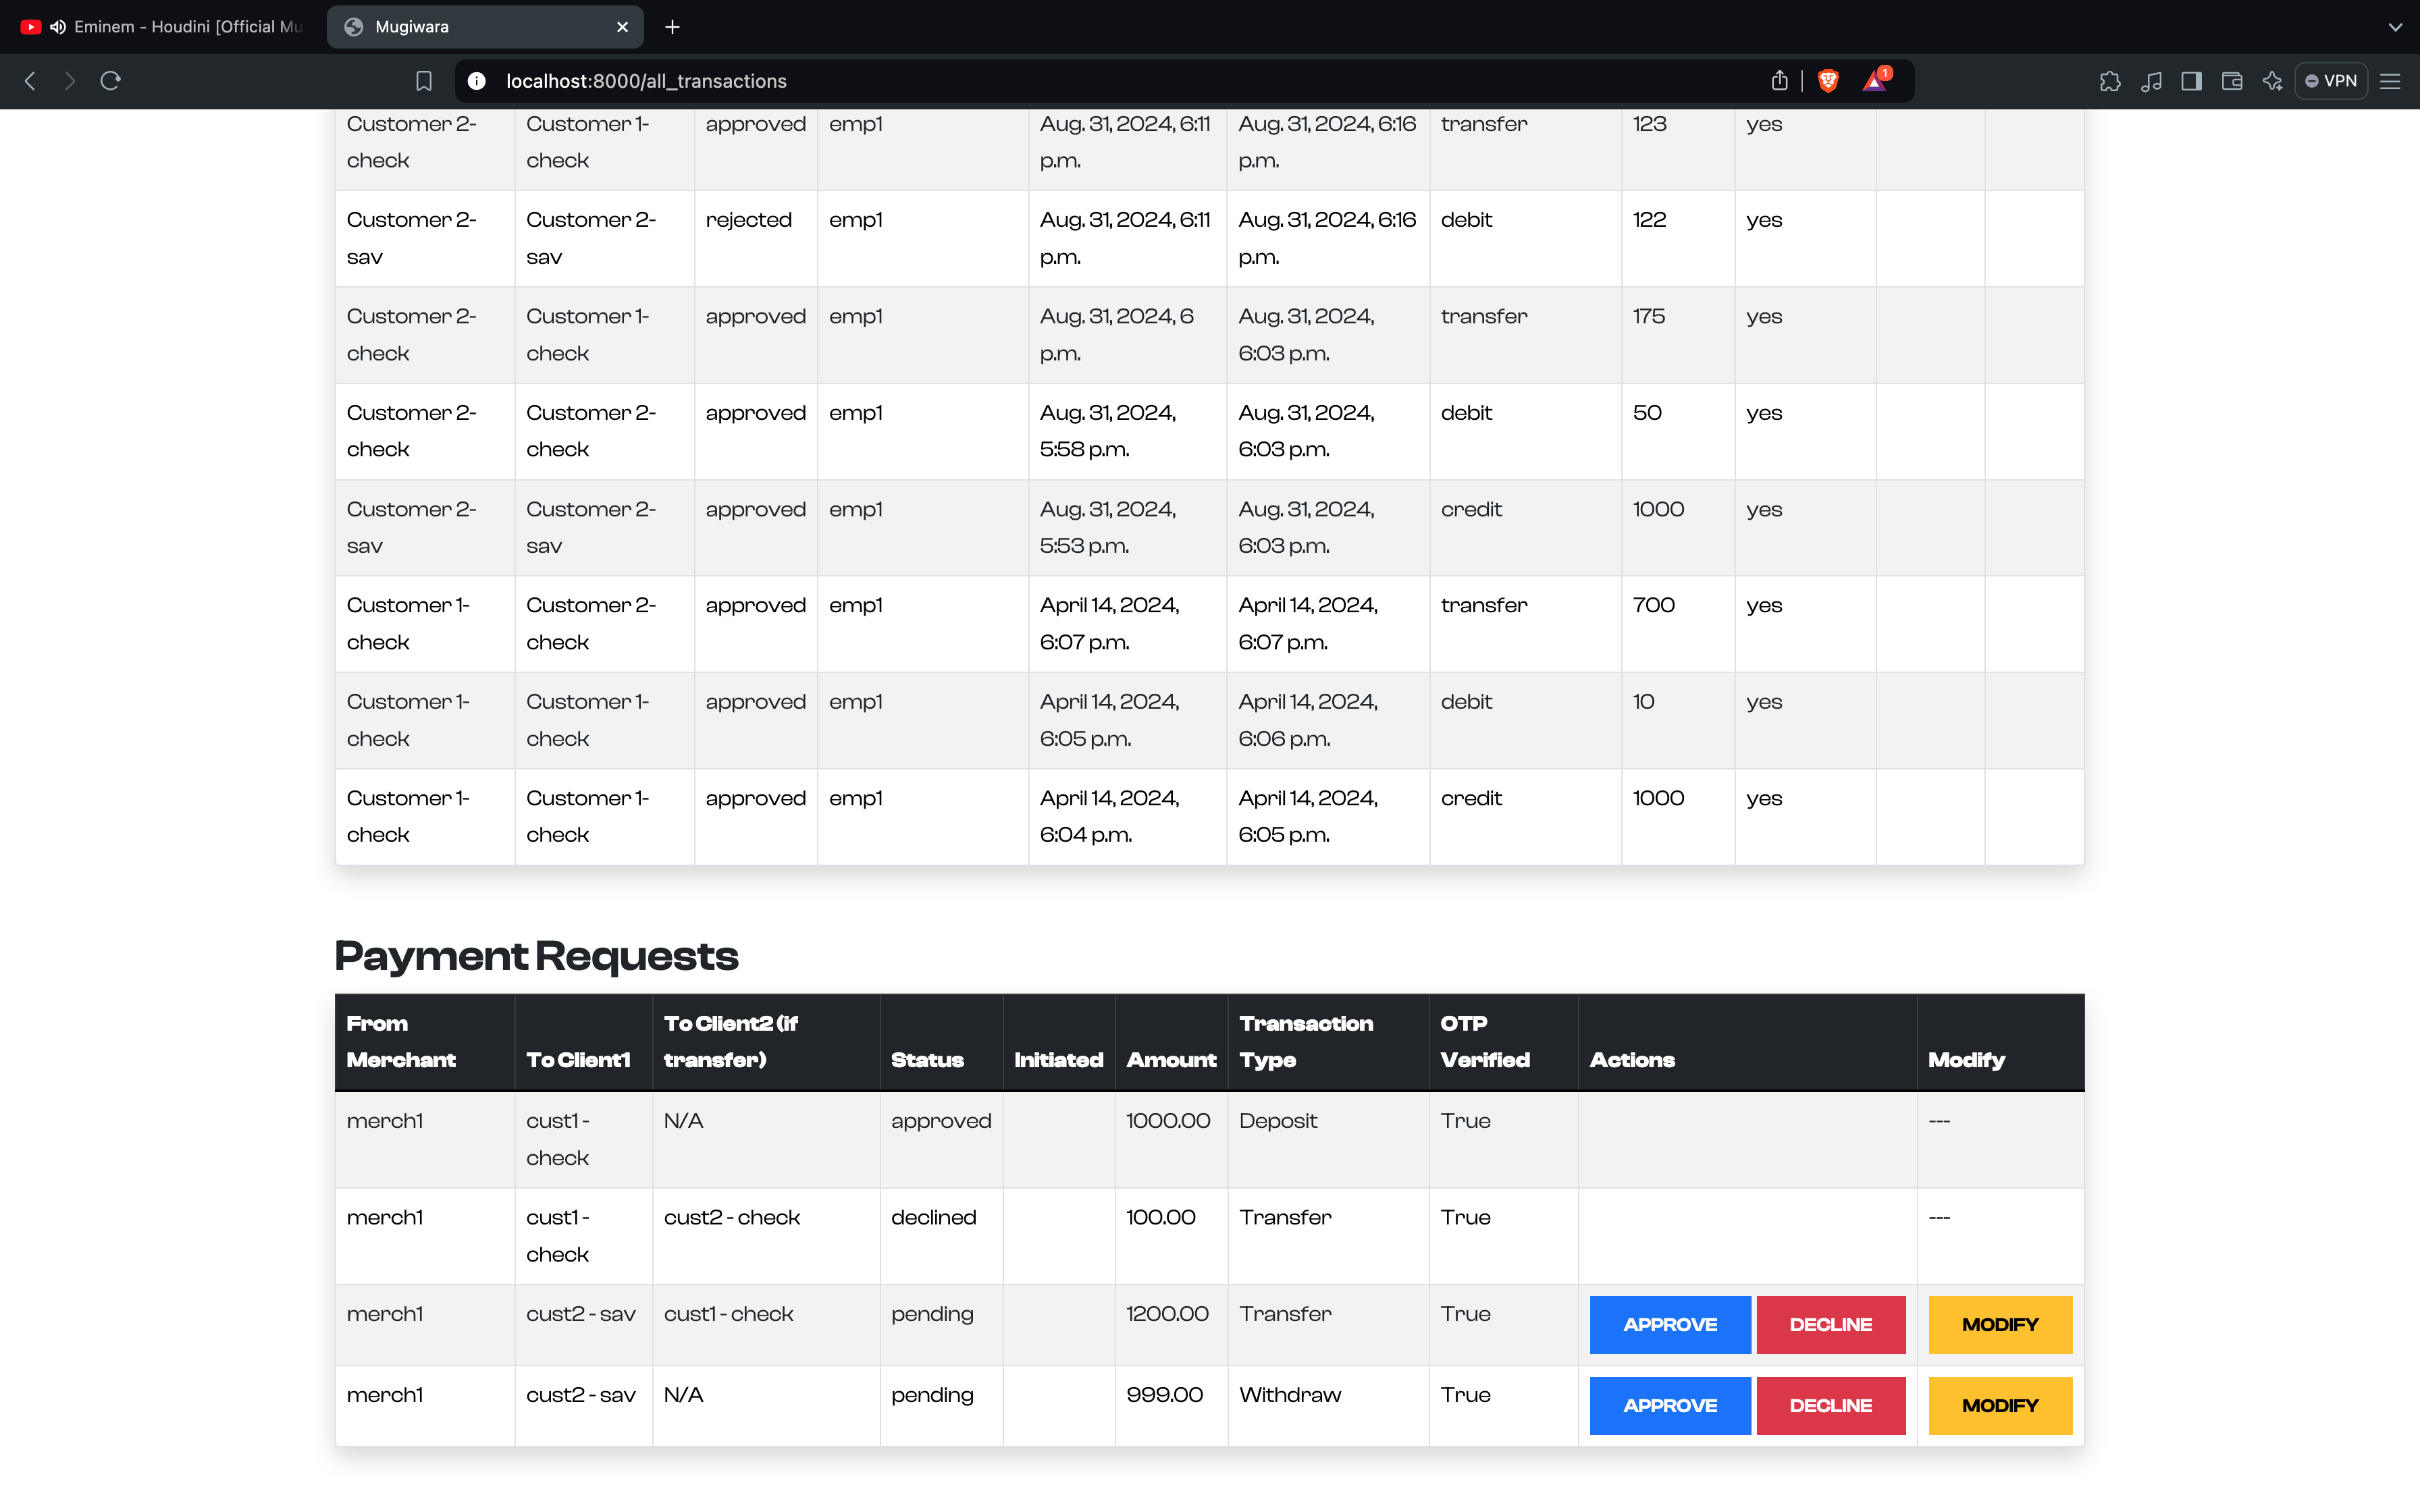 Eminem - Houdini [Official Mu
Mugiwara
localhost:8000/all_transactions
1
VPN
Customer 2- Customer 1- approved emp1 Aug. 31, 2024, 6:11 Aug. 31, 2024, 6:16 transfer 123 yes
check check p.m. p.m.
Customer 2- Customer 2- rejected emp1 Aug. 31, 2024, 6:11 Aug. 31, 2024, 6:16 debit 122 yes
sav sav p.m. p.m.
Customer 2- Customer 1- approved emp1 Aug. 31, 2024, 6 Aug. 31, 2024, transfer 175 yes
check check p.m. 6:03 p.m.
Customer 2- Customer 2- approved emp1 Aug. 31, 2024, Aug. 31, 2024, debit 50 yes
check check 5:58 p.m. 6:03 p.m.
Customer 2- Customer 2- approved emp1 Aug. 31, 2024, Aug. 31, 2024, credit 1000 yes
sav sav 5:53 p.m. 6:03 p.m.
Customer 1- Customer 2- approved emp1 April 14, 2024, April 14, 2024, transfer 700 yes
check check 6:07 p.m. 6:07 p.m.
Customer 1- Customer 1- approved emp1 April 14, 2024, April 14, 2024, debit 10 yes
check check 6:05 p.m. 6:06 p.m.
Customer 1- Customer 1- approved emp1 April 14, 2024, April 14, 2024, credit 1000 yes
check check 6:04 p.m. 6:05 p.m.
Payment Requests
From To Client2 (if Transaction OTP
Merchant To Client1 transfer) Status Initiated Amount Type Verified Actions Modify
merch1 cust1 - N/A approved 1000.00 Deposit True ---
check
merch1 cust1 - cust2 - check declined 100.00 Transfer True ---
check
merch1 cust2 - sav cust1 - check pending 1200.00 Transfer True APPROVE DECLINE MODIFY
merch1 cust2 - sav N/A pending 999.00 Withdraw True APPROVE DECLINE MODIFY